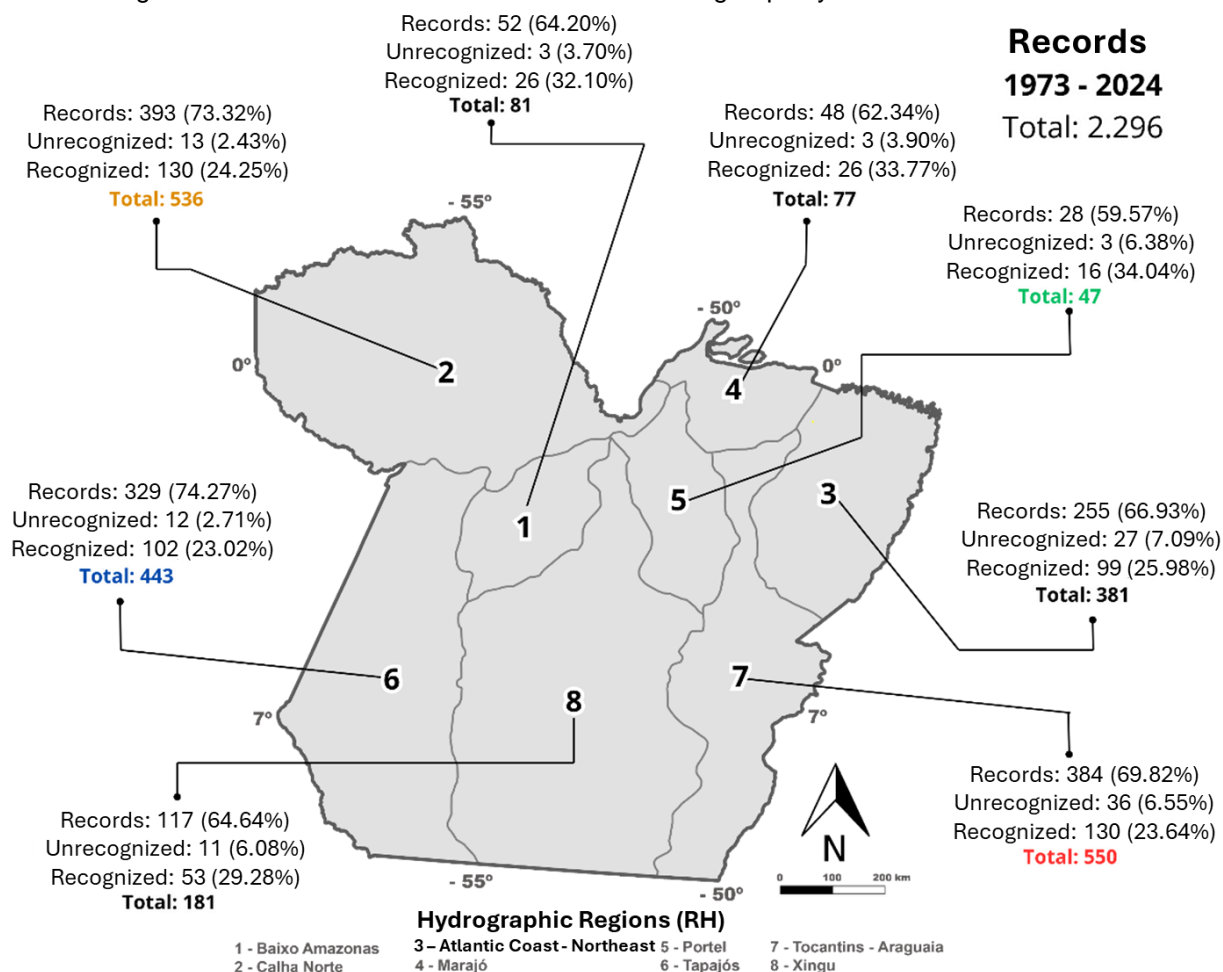 Records: 52 (64.20%)
Unrecognized: 3 (3.70%)
Recognized: 26 (32.10%)
Total: 81
Records
1973 - 2024
Total: 2.296
Records: 393 (73.32%)
Unrecognized: 13 (2.43%)
Recognized: 130 (24.25%)
Total: 536
Records: 48 (62.34%)
Unrecognized: 3 (3.90%)
Recognized: 26 (33.77%)
Total: 77
Records: 28 (59.57%)
Unrecognized: 3 (6.38%)
Recognized: 16 (34.04%)
Total: 47
- 55º
- 50º
0º
0º
2
4
5
3
1
Records: 329 (74.27%)
Unrecognized: 12 (2.71%)
Recognized: 102 (23.02%)
Total: 443
Records: 255 (66.93%)
Unrecognized: 27 (7.09%)
Recognized: 99 (25.98%)
Total: 381
6
8
7
7º
7º
Records: 117 (64.64%)
Unrecognized: 11 (6.08%)
Recognized: 53 (29.28%)
Total: 181
Records: 384 (69.82%)
Unrecognized: 36 (6.55%)
Recognized: 130 (23.64%)
Total: 550
N
0 100 200 km
- 55º
- 50º
Hydrographic Regions (RH)
1 - Baixo Amazonas
2 - Calha Norte
3 – Atlantic Coast - Northeast
4 - Marajó
5 - Portel
6 - Tapajós
7 - Tocantins - Araguaia
8 - Xingu